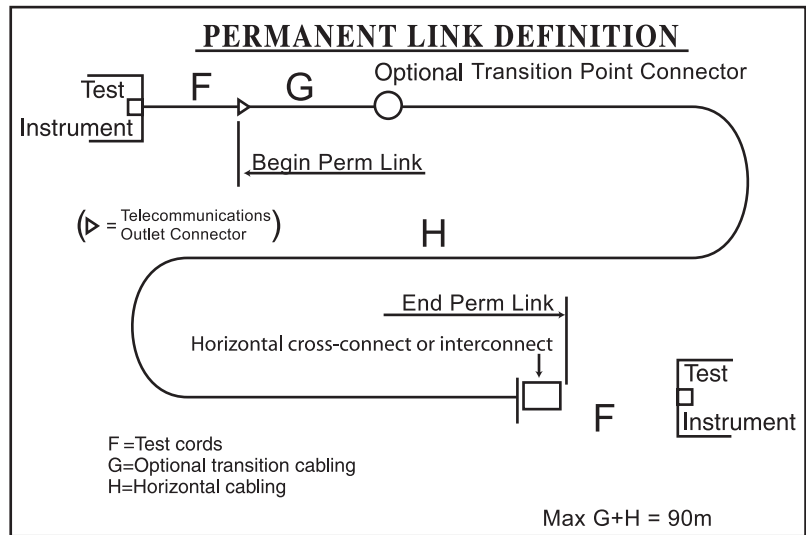 PERMANENT LINK DEFINITION
Optional Transition Point Connector
F
G
Test
Instrument
Begin Perm Link
( = Telecommunications
Outlet Connector )
H
End Perm Link
Horizontal cross-connect or interconnect
Test
Instrument
F
F =Test cords
G=Optional transition cabling
H=Horizontal cabling
Max G+H = 90m